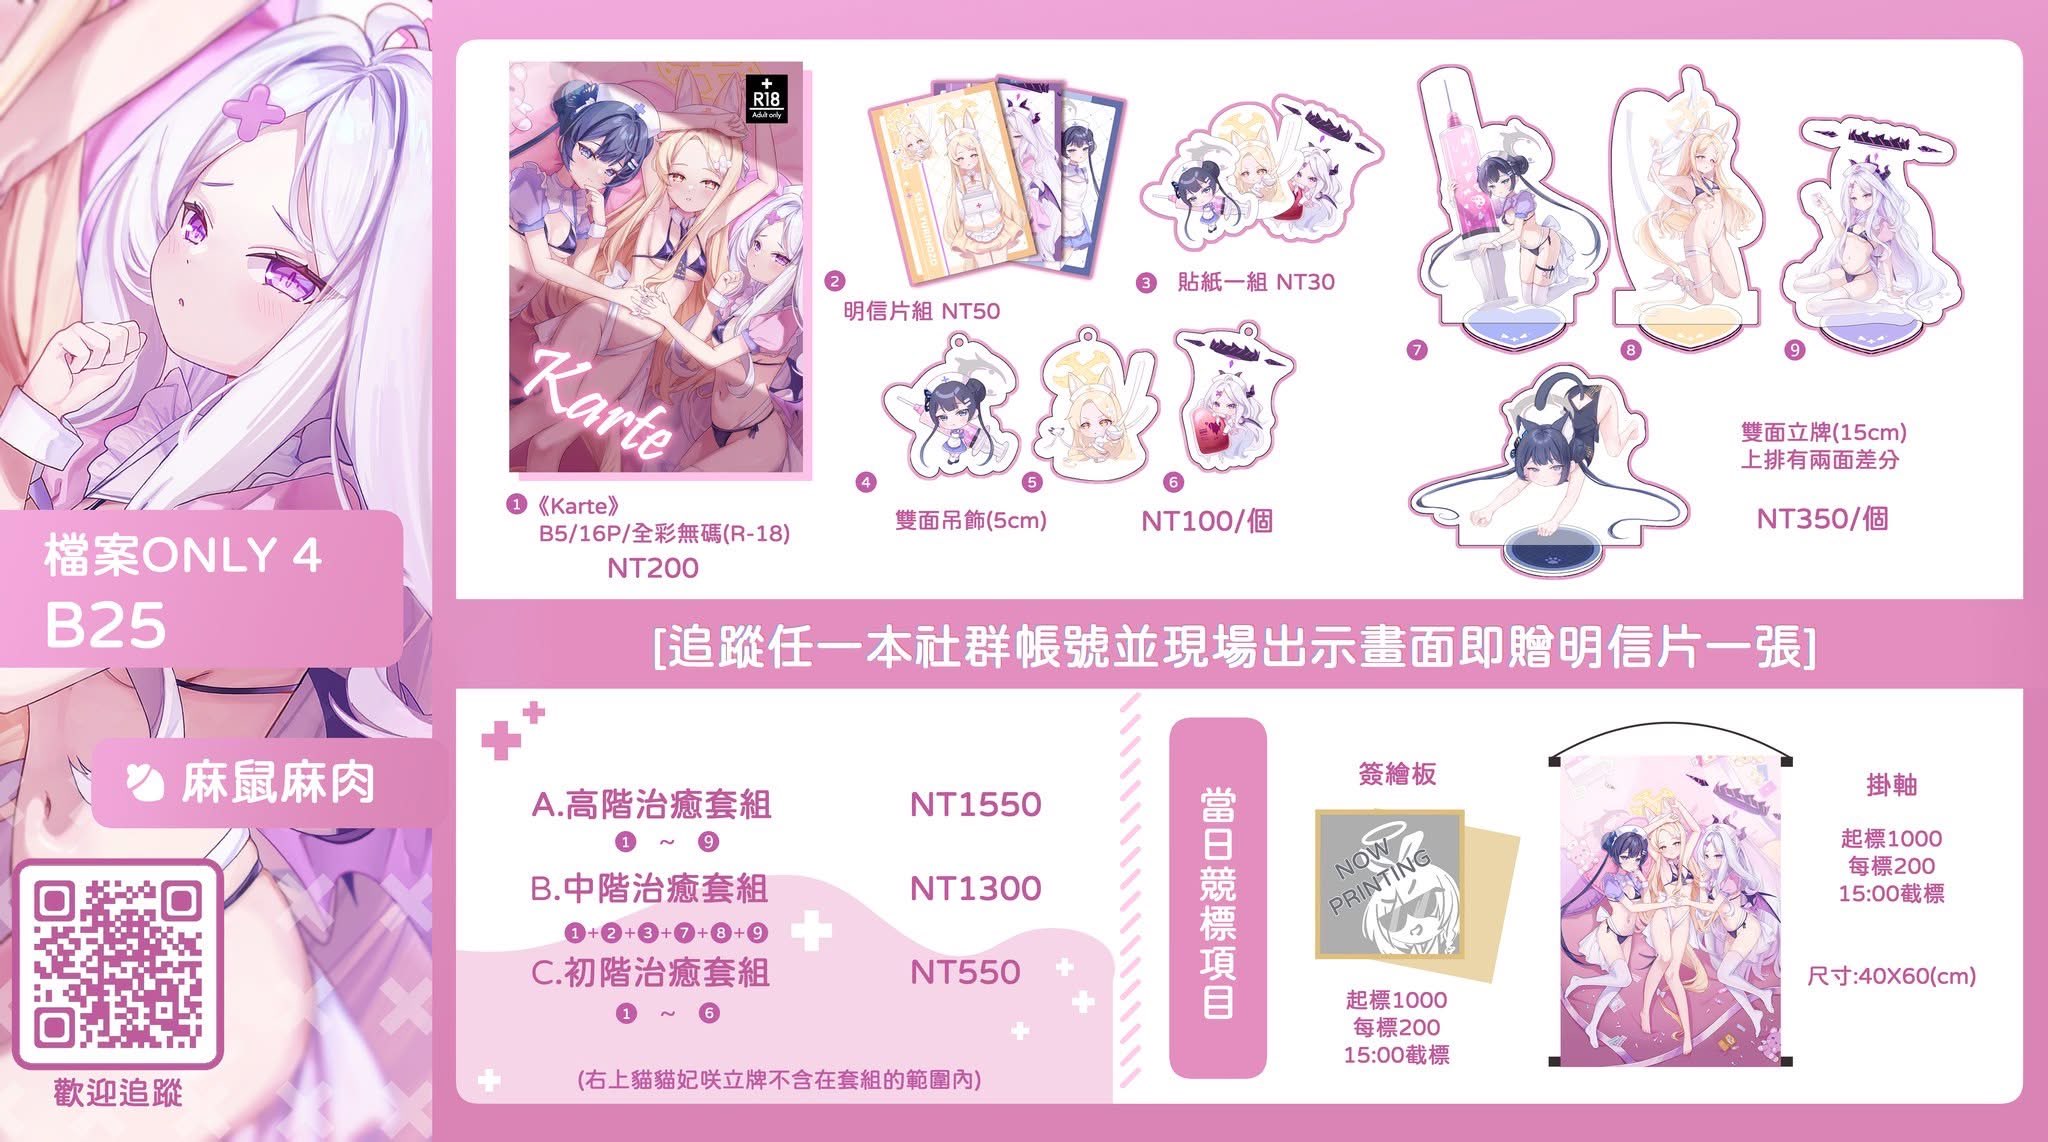 檔案ONLY 4
B25
麻鼠麻肉
歡迎追蹤
R18
Adult only
Karte
1 《Karte》
B5/16P/全彩無碼(R-18)
NT200
2
明信片組 NT50
3 貼紙一組 NT30
4
5
6
雙面吊飾(5cm)
NT100/個
7
8
9
雙面立牌(15cm)
上排有兩面差分
NT350/個
[追蹤任一本社群帳號並現場出示畫面即贈明信片一張]
A.高階治癒套組 NT1550
1 ~ 9
B.中階治癒套組 NT1300
1+2+3+7+8+9
C.初階治癒套組 NT550
1 ~ 6
(右上貓貓妃咲立牌不含在套組的範圍內)
當日競標項目
簽繪板
NOW
PRINTING
起標1000
每標200
15:00截標
掛軸
起標1000
每標200
15:00截標
尺寸:40X60(cm)